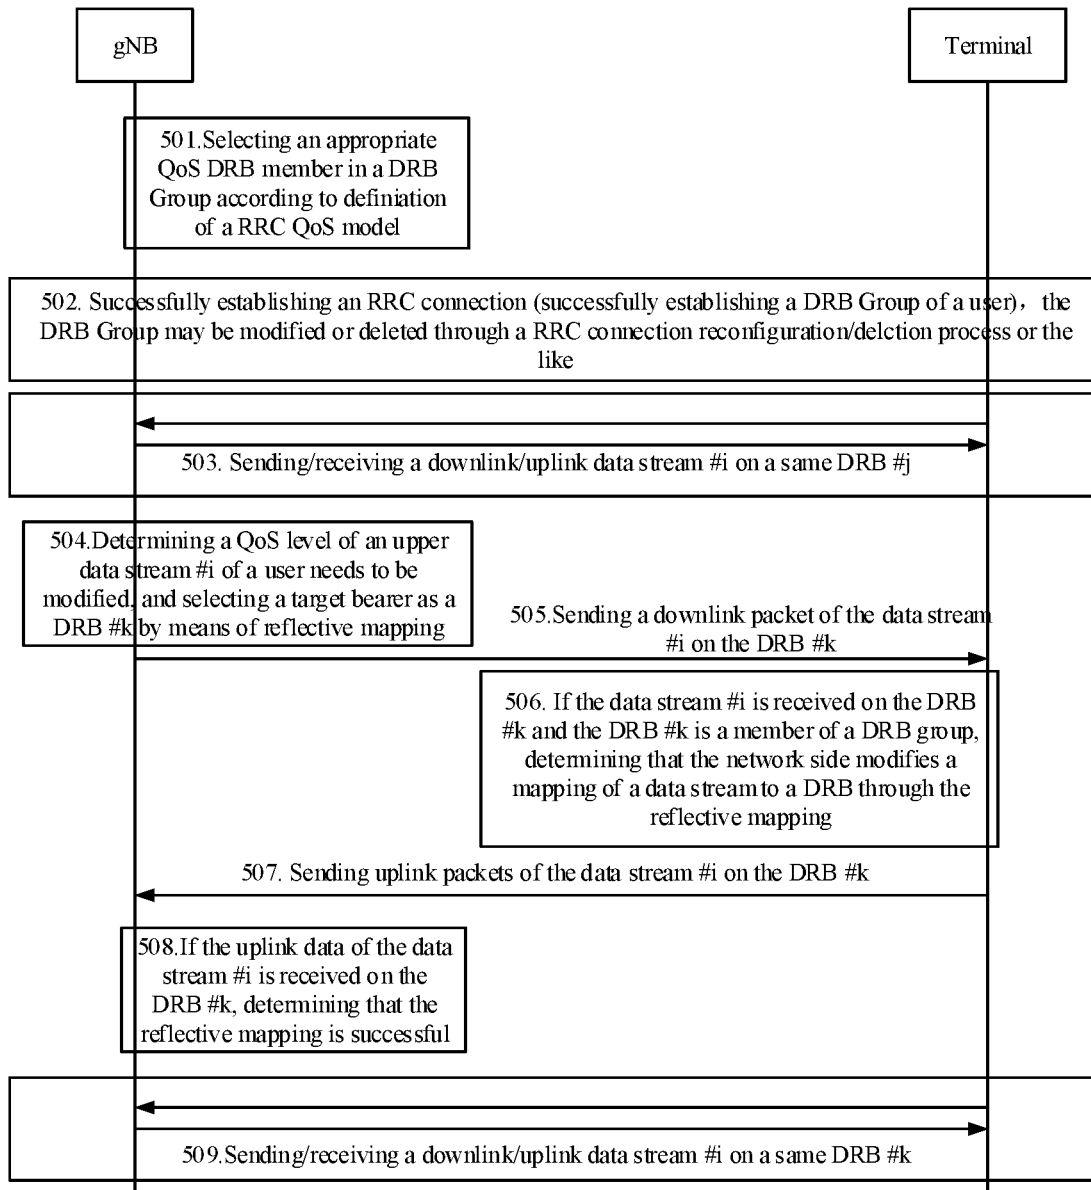 gNB
Terminal
501.Selecting an appropriate
QoS DRB member in a DRB
Group according to definiation
of a RRC QoS model
502. Successfully establishing an RRC connection (successfully establishing a DRB Group of a user)， the
DRB Group may be modified or deleted through a RRC connection reconfiguration/delction process or the
like
503. Sending/receiving a downlink/uplink data stream #i on a same DRB #j
504.Determining a QoS level of an upper
data stream #i of a user needs to be
modified, and selecting a target bearer as a
DRB #k by means of reflective mapping
505.Sending a downlink packet of the data stream
#i on the DRB #k
506. If the data stream #i is received on the DRB
#k and the DRB #k is a member of a DRB group,
determining that the network side modifies a
mapping of a data stream to a DRB through the
reflective mapping
507. Sending uplink packets of the data stream #i on the DRB #k
508.If the uplink data of the data
stream #i is received on the
DRB #k, determining that the
reflective mapping is successful
509.Sending/receiving a downlink/uplink data stream #i on a same DRB #k